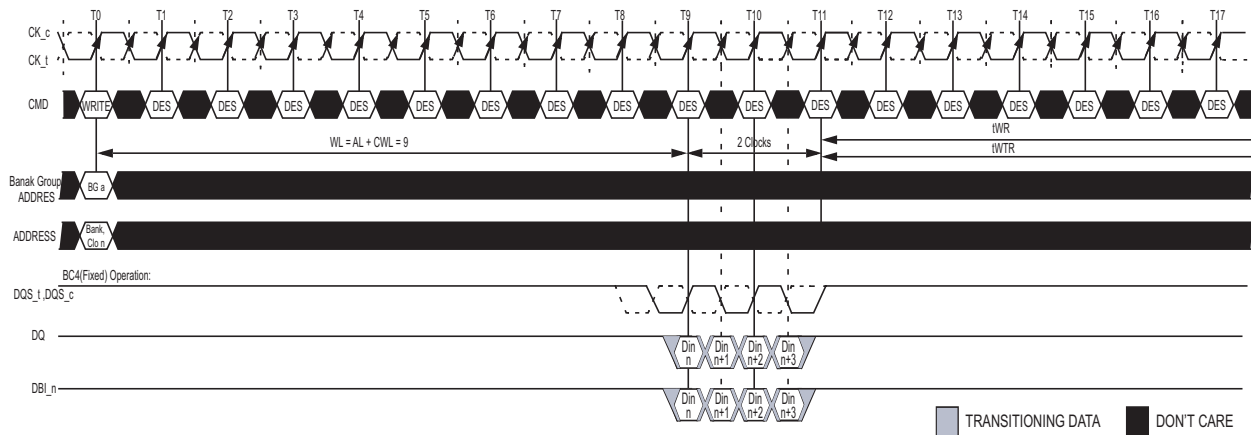 T0 T1 T2 T3 T4 T5 T6 T7 T8 T9 T10 T11 T12 T13 T14 T15 T16 T17
CK_c
CK_t
CMD WRITE DES DES DES DES DES DES DES DES DES DES DES DES DES DES DES DES DES
WL = AL + CWL = 9 2 Clocks tWR
tWTR
Banak Group
ADDRES
BG a
ADDRESS
Bank,
Clo n
BC4(Fixed) Operation:
DQS_t ,DQS_c
DQ
Din Din Din Din
n n+1 n+2 n+3
DBI_n
Din Din Din Din
n n+1 n+2 n+3
TRANSITIONING DATA DON'T CARE